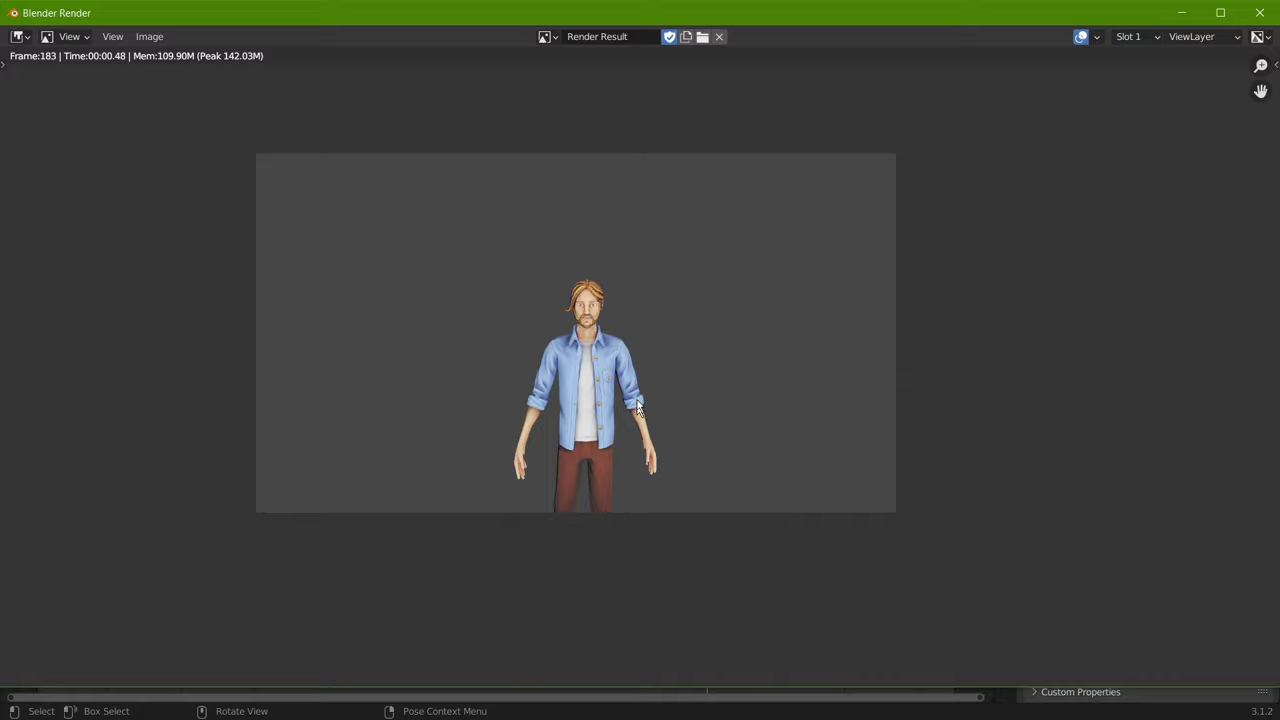 Blender Render
View View Image Render Result Slot 1 ViewLayer
Frame:183 | Time:00:00.48 | Mem:109.90M (Peak 142.03M)
Custom Properties
Select Box Select Rotate View Pose Context Menu 3.1.2